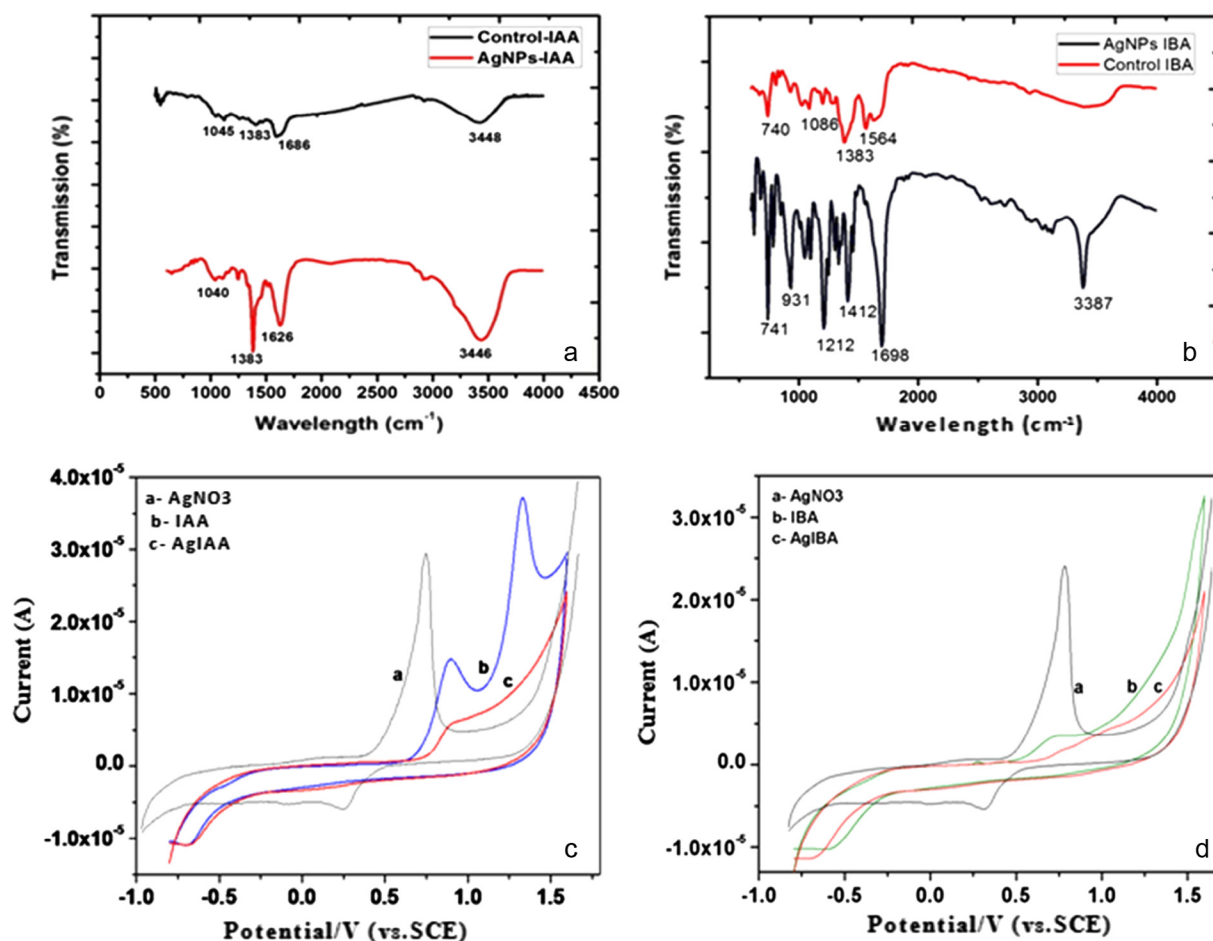 Control-IAA
AgNPs-IAA
Transmission (%)
1045
1383
1686
3448
1040
1383
1626
3446
a
0 500 1000 1500 2000 2500 3000 3500 4000 4500
Wavelength (cm-1)
AgNPs IBA
Control IBA
Transmission (%)
740
1086
1383
1564
741
931
1212
1412
1698
3387
b
1000 2000 3000 4000
Wavelength (cm-1)
4.0x10-5
a- AgNO3
b- IAA
c- AgIAA
3.0x10-5
2.0x10-5
1.0x10-5
0.0
-1.0x10-5
Current (A)
a
b
c
c
-1.0 -0.5 0.0 0.5 1.0 1.5
Potential/V (vs.SCE)
a- AgNO3
b- IBA
c- AgIBA
3.0x10-5
2.0x10-5
1.0x10-5
0.0
-1.0x10-5
Current (A)
a
b
c
d
-1.0 -0.5 0.0 0.5 1.0 1.5
Potential/V (vs.SCE)